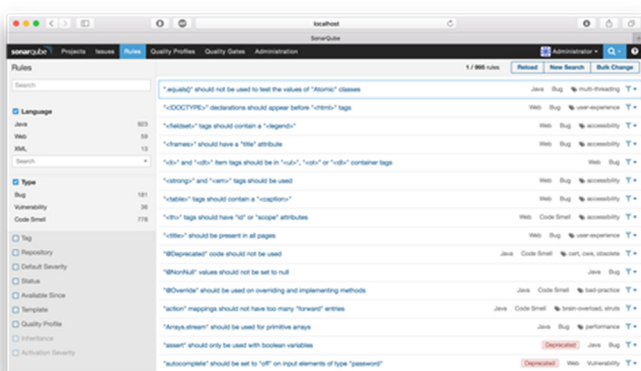 localhost
SonarQube
sonarqube Projects Issues Rules Quality Profiles Quality Gates Administration Administrator
Rules 1 / 995 rules Reload New Search Bulk Change
Search
Language
Java 923
Web 59
XML 13
Search
Type
Bug 181
Vulnerability 36
Code Smell 778
Tag
Repository
Default Severity
Status
Available Since
Template
Quality Profile
Inheritance
Activation Severity
".equals()" should not be used to test the values of "Atomic" classes Java Bug multi-threading
"<!DOCTYPE>" declarations should appear before "<html>" tags Web Bug user-experience
"<fieldset>" tags should contain a "<legend>" Web Bug accessibility
"<frames>" should have a "title" attribute Web Bug accessibility
"<li>" and "<dt>" item tags should be in "<ul>", "<ol>" or "<dl>" container tags Web Bug
"<strong>" and "<em>" tags should be used Web Bug accessibility
"<table>" tags should contain a "<caption>" Web Bug accessibility
"<th>" tags should have "id" or "scope" attributes Web Code Smell accessibility
"<title>" should be present in all pages Web Bug user-experience
"@Deprecated" code should not be used Java Code Smell cert, cwe, obsolete
"@NonNull" values should not be set to null Java Bug
"@Override" should be used on overriding and implementing methods Java Code Smell bad-practice
"action" mappings should not have too many "forward" entries Java Code Smell brain-overload, struts
"Arrays.stream" should be used for primitive arrays Java Bug performance
"assert" should only be used with boolean variables Deprecated Java Bug
"autocomplete" should be set to "off" on input elements of type "password" Deprecated Web Vulnerability